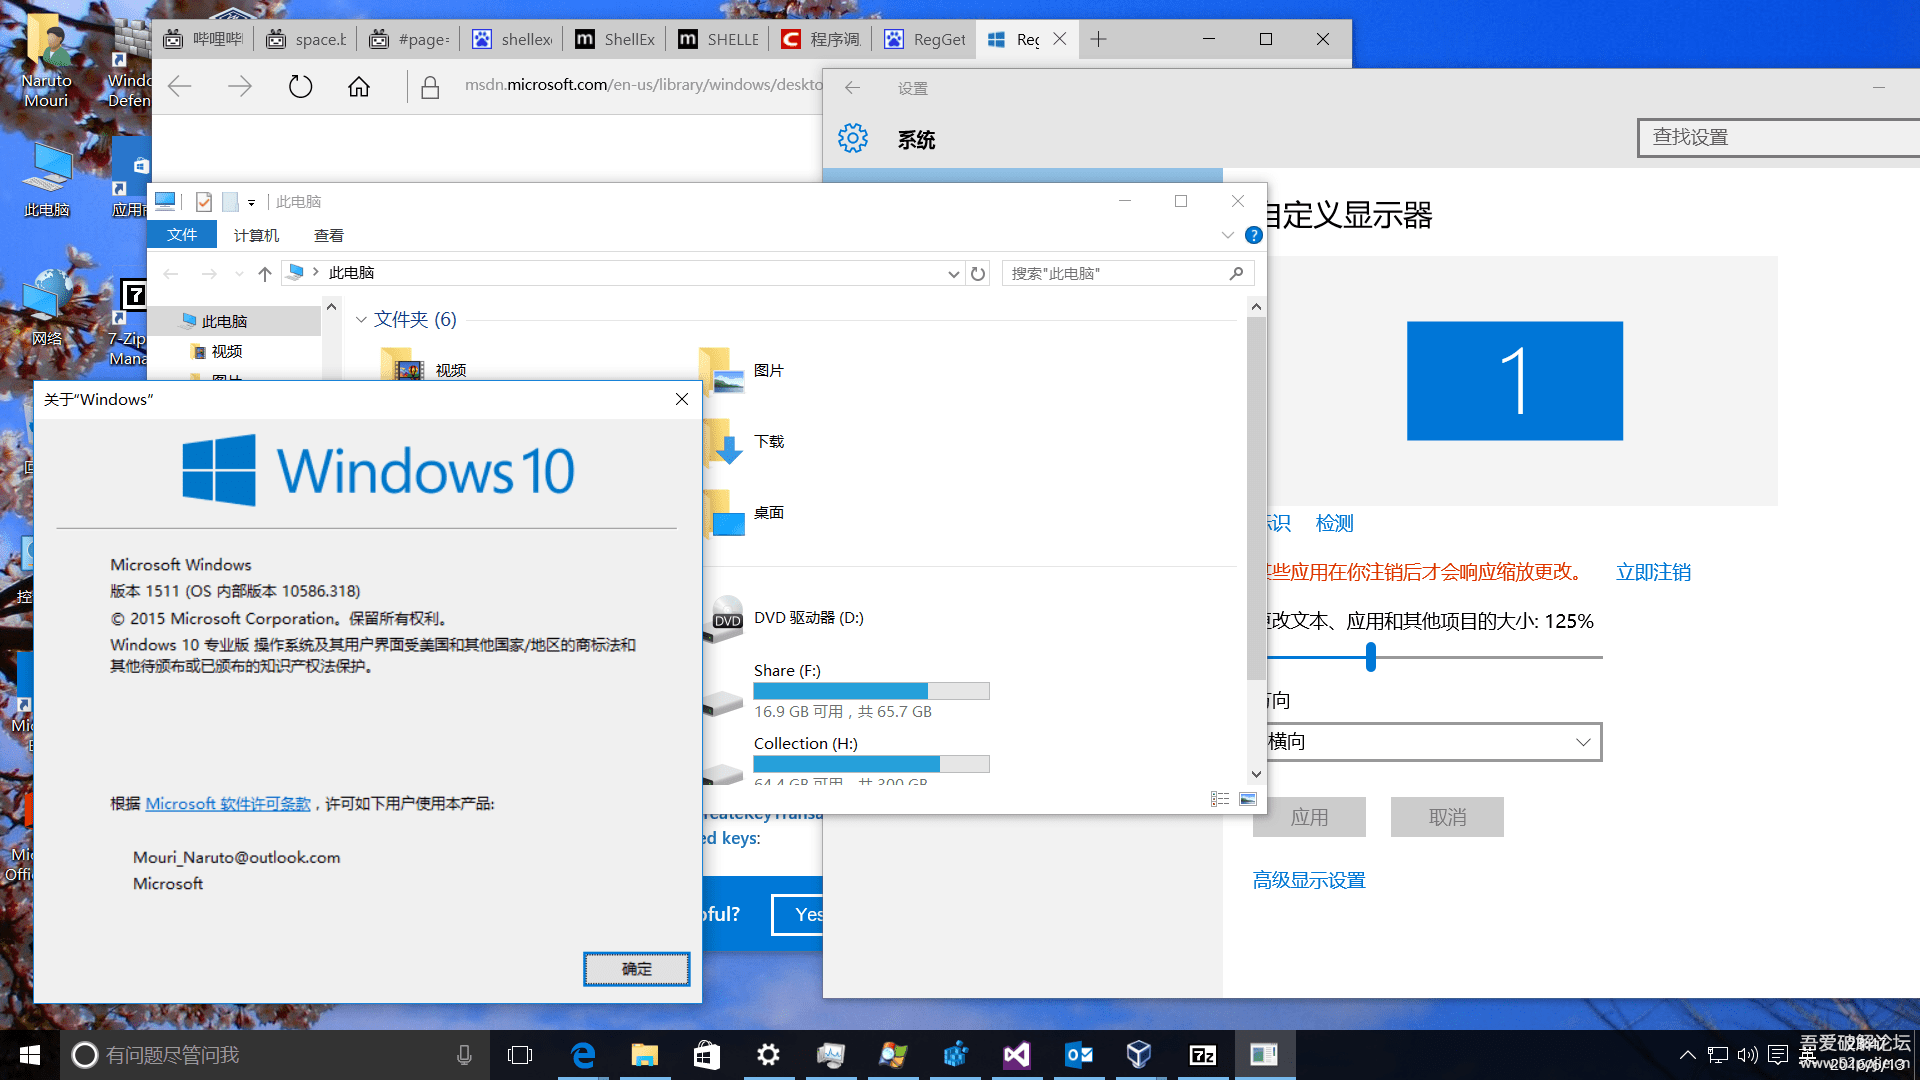 Naruto
Mouri
此电脑
网络
7-Zip
哔哩哔哩
space.b
#page=
shellexe
ShellEx
SHELLE
程序调
RegGet
Reg
msdn.microsoft.com/en-us/library/windows/deskto
设置
系统
查找设置
自定义显示器
1
标识 检测
某些应用在你注销后才会响应缩放更改。 立即注销
更改文本、应用和其他项目的大小: 125%
方向
横向
应用 取消
高级显示设置
此电脑
文件 计算机 查看
此电脑
搜索"此电脑"
此电脑
视频
图片
文件夹 (6)
视频
图片
下载
桌面
DVD
DVD 驱动器 (D:)
Share (F:)
16.9 GB 可用，共 65.7 GB
Collection (H:)
64.4 GB 可用，共 300 GB
ed keys:
Yes
关于“Windows”
Windows 10
Microsoft Windows
版本 1511 (OS 内部版本 10586.318)
© 2015 Microsoft Corporation。保留所有权利。
Windows 10 专业版 操作系统及其用户界面受美国和其他国家/地区的商标法和
其他待颁布或已颁布的知识产权法保护。
根据 Microsoft 软件许可条款，许可如下用户使用本产品:
Mouri_Naruto@outlook.com
Microsoft
确定
有问题尽管问我
7z
英
2016/6/13
吾爱破解论坛
www.52pojie.cn